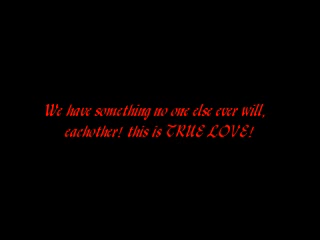 We have something no one else ever will,
eachother! this is TRUE LOVE!